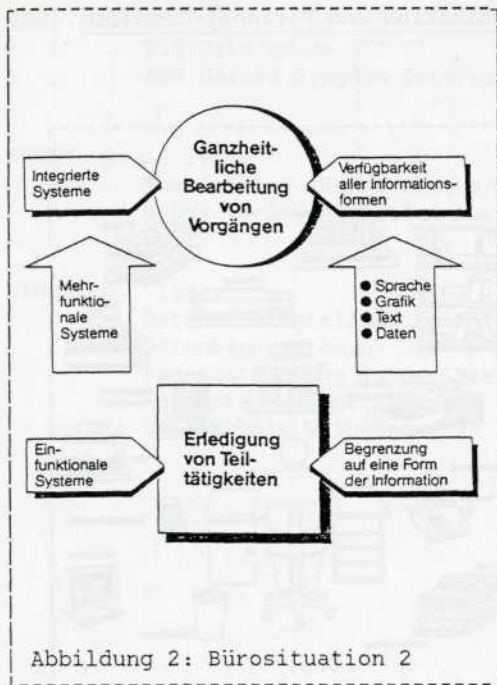 Ganzheit-
liche
Bearbeitung
von
Vorgängen
Integrierte
Systeme
Verfügbarkeit
aller Informations-
formen
Mehr-
funktio-
nale
Systeme
● Sprache
● Grafik
● Text
● Daten
Ein-
funktionale
Systeme
Erledigung
von Teil-
tätigkeiten
Begrenzung
auf eine Form
der Information
Abbildung 2: Bürosituation 2